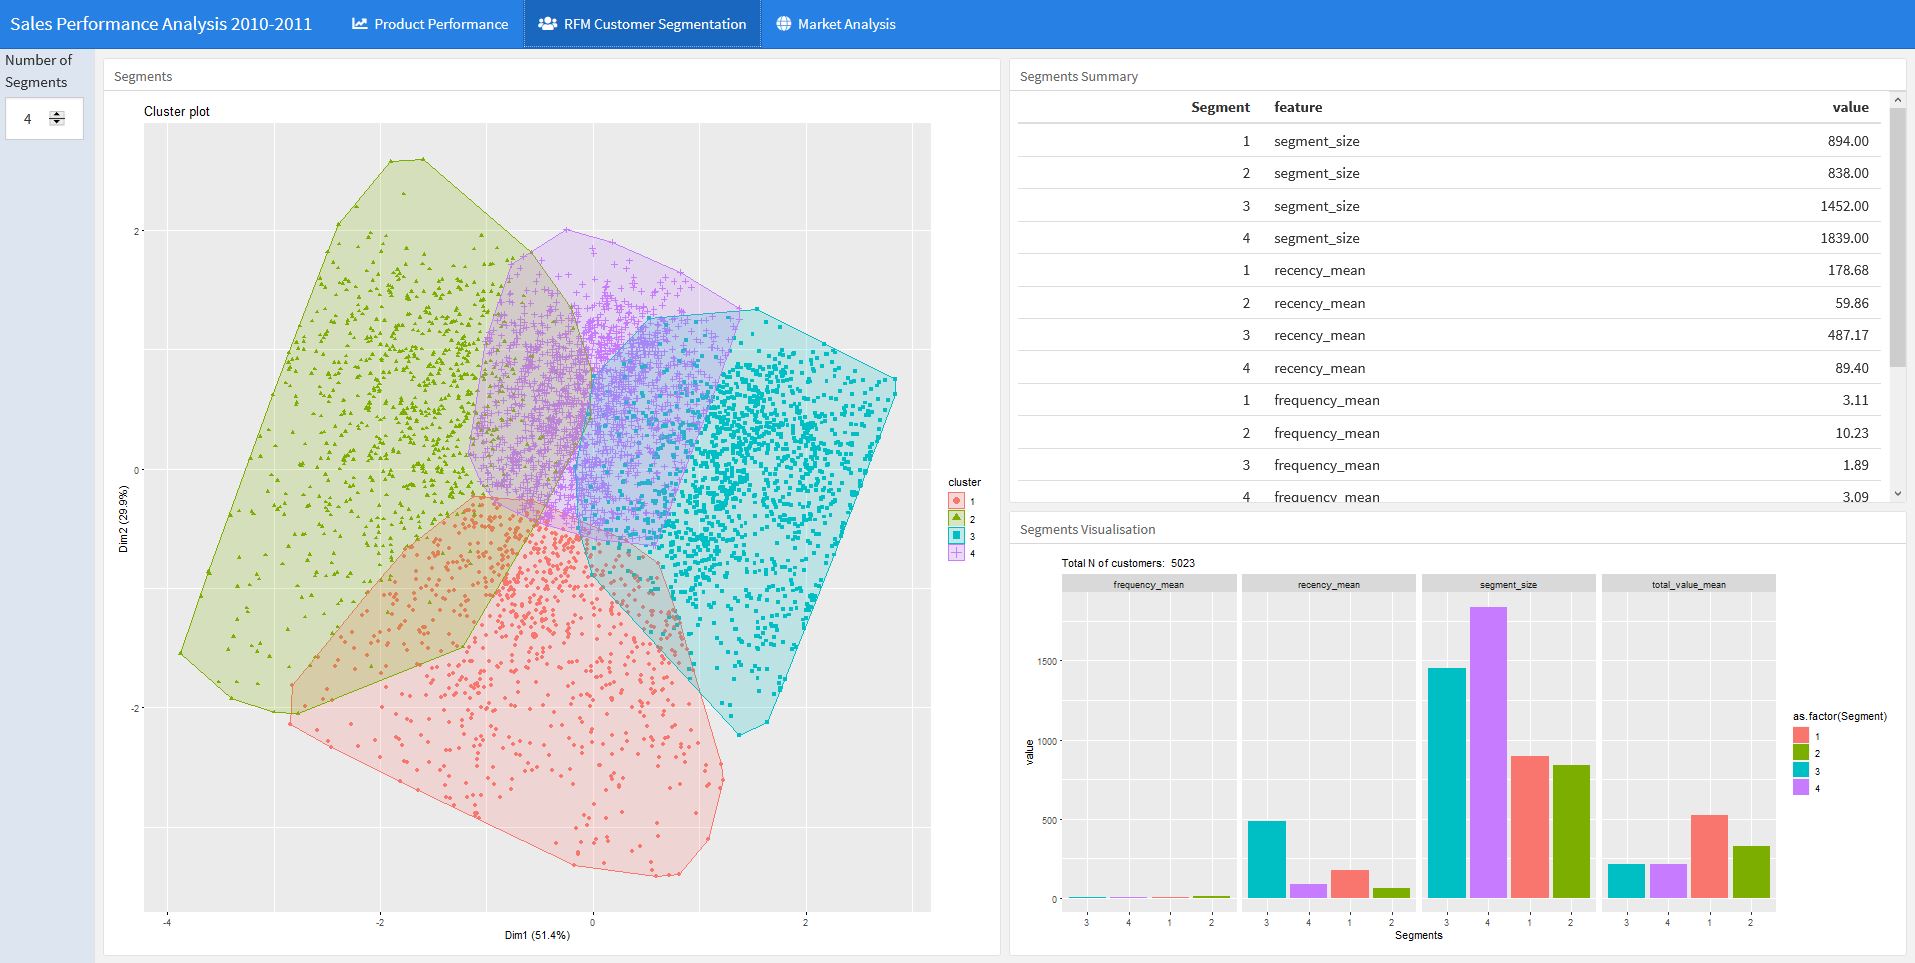 Sales Performance Analysis 2010-2011
Product Performance
RFM Customer Segmentation
Market Analysis
Number of
Segments
4
Segments
Cluster plot
2
0
-2
Dim2 (29.9%)
-4 -2 0 2
Dim1 (51.4%)
cluster
1
2
3
4
Segments Summary
Segment feature value
1 segment_size 894.00
2 segment_size 838.00
3 segment_size 1452.00
4 segment_size 1839.00
1 recency_mean 178.68
2 recency_mean 59.86
3 recency_mean 487.17
4 recency_mean 89.40
1 frequency_mean 3.11
2 frequency_mean 10.23
3 frequency_mean 1.89
4 frequency_mean 3.09
Segments Visualisation
Total N of customers: 5023
frequency_mean recency_mean segment_size total_value_mean
1500
1000
500
0
value
3 4 1 2 3 4 1 2 3 4 1 2 3 4 1 2
Segments
as.factor(Segment)
1
2
3
4